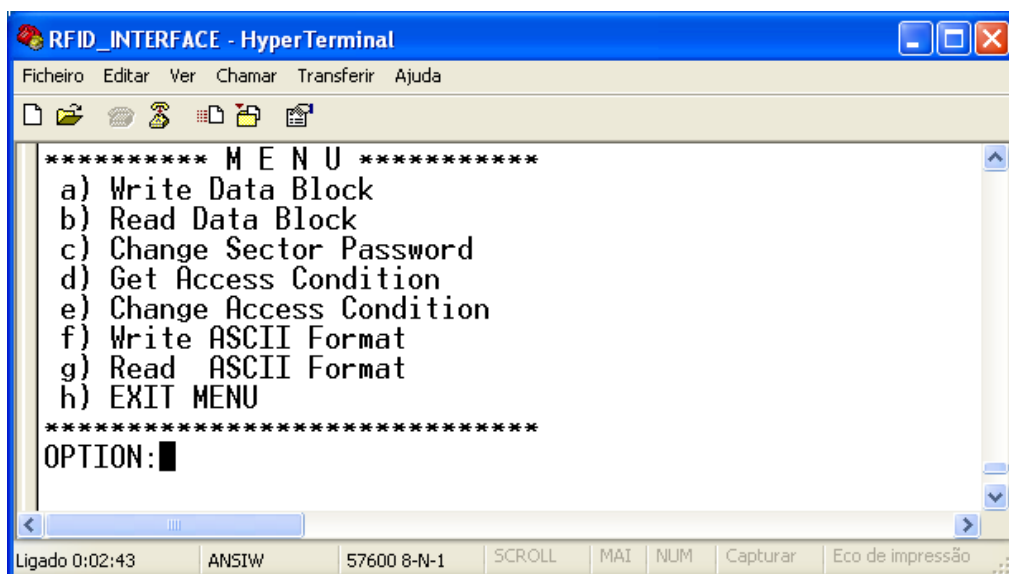 RFID_INTERFACE - HyperTerminal
Ficheiro Editar Ver Chamar Transferir Ajuda
********** M E N U ***********
a) Write Data Block
b) Read Data Block
c) Change Sector Password
d) Get Access Condition
e) Change Access Condition
f) Write ASCII Format
g) Read  ASCII Format
h) EXIT MENU
******************************
OPTION:
Ligado 0:02:43 ANSIW 57600 8-N-1 SCROLL MAI NUM Capturar Eco de impressão